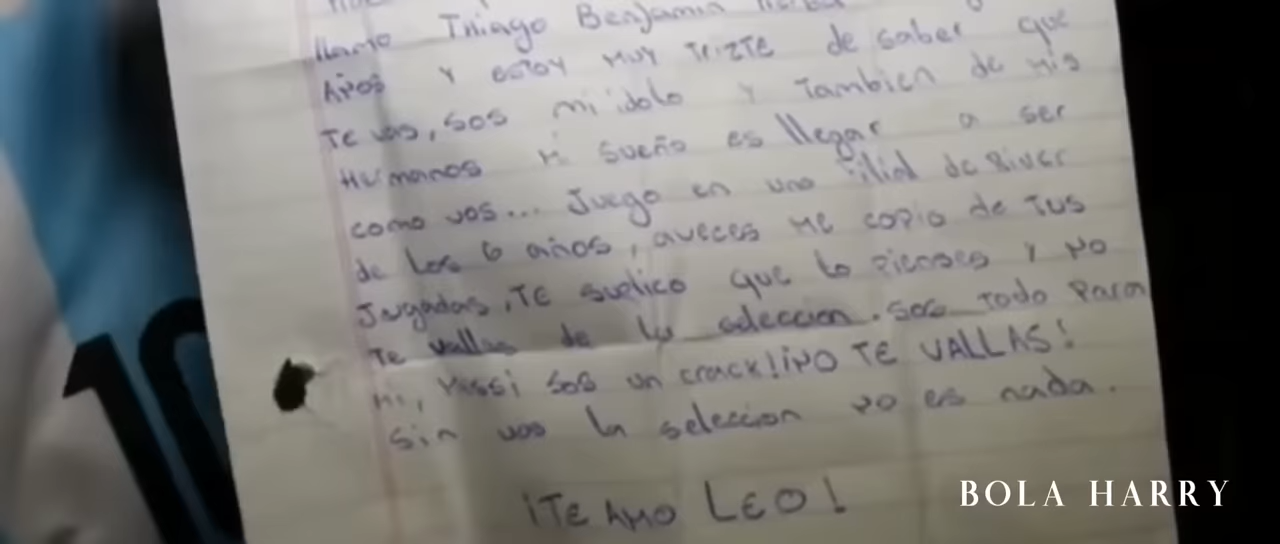 llamo Thiago Benjamin
Años y estoy muy trizte de saber que
te vas, sos mi idolo y tambien de mis
Humanos mi sueño es llegar a ser
como vos... Juego en una filial de River
de los 6 años, aveces me copio de tus
Jugadas, te suplico que lo pienses y no
te vallas de la seleccion. sos todo para
mi, Messi sos un crack!¡NO TE VALLAS!
sin vos la seleccion no es nada.
¡TE AMO LEO!
10
BOLA HARRY